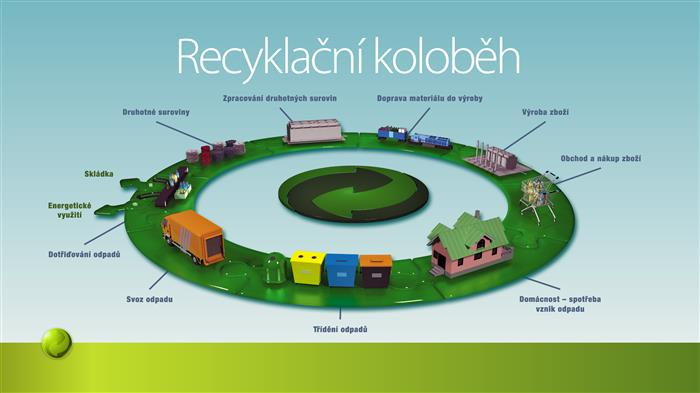 Recyklační koloběh
Zpracování druhotných surovin
Doprava materiálu do výroby
Druhotné suroviny
Výroba zboží
Obchod a nákup zboží
Skládka
Energetické
využití
Dotřiďování odpadů
Svoz odpadu
Domácnost – spotřeba
vznik odpadu
Třídění odpadů